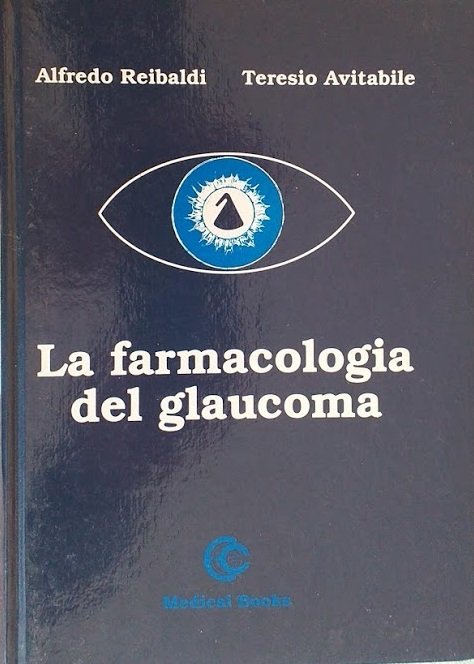 Alfredo Reibaldi Teresio Avitabile
La farmacologia
del glaucoma
Medical Books